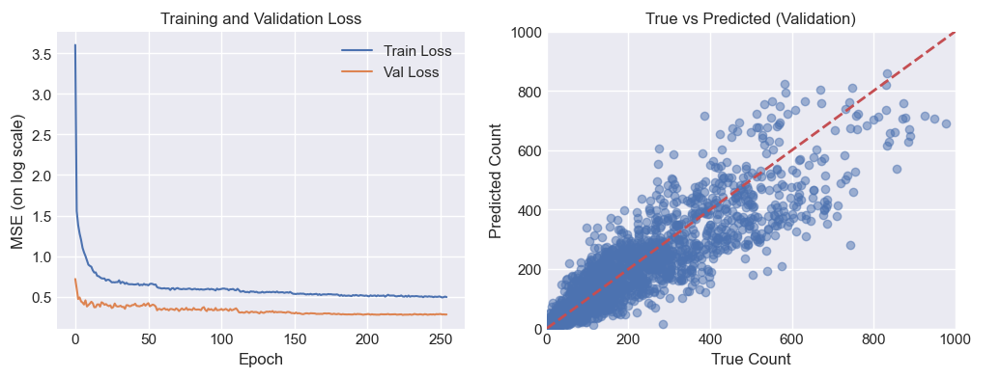 Training and Validation Loss
MSE (on log scale)
3.5
3.0
2.5
2.0
1.5
1.0
0.5
Train Loss
Val Loss
0 50 100 150 200 250
Epoch
True vs Predicted (Validation)
Predicted Count
1000
800
600
400
200
0
0 200 400 600 800 1000
True Count